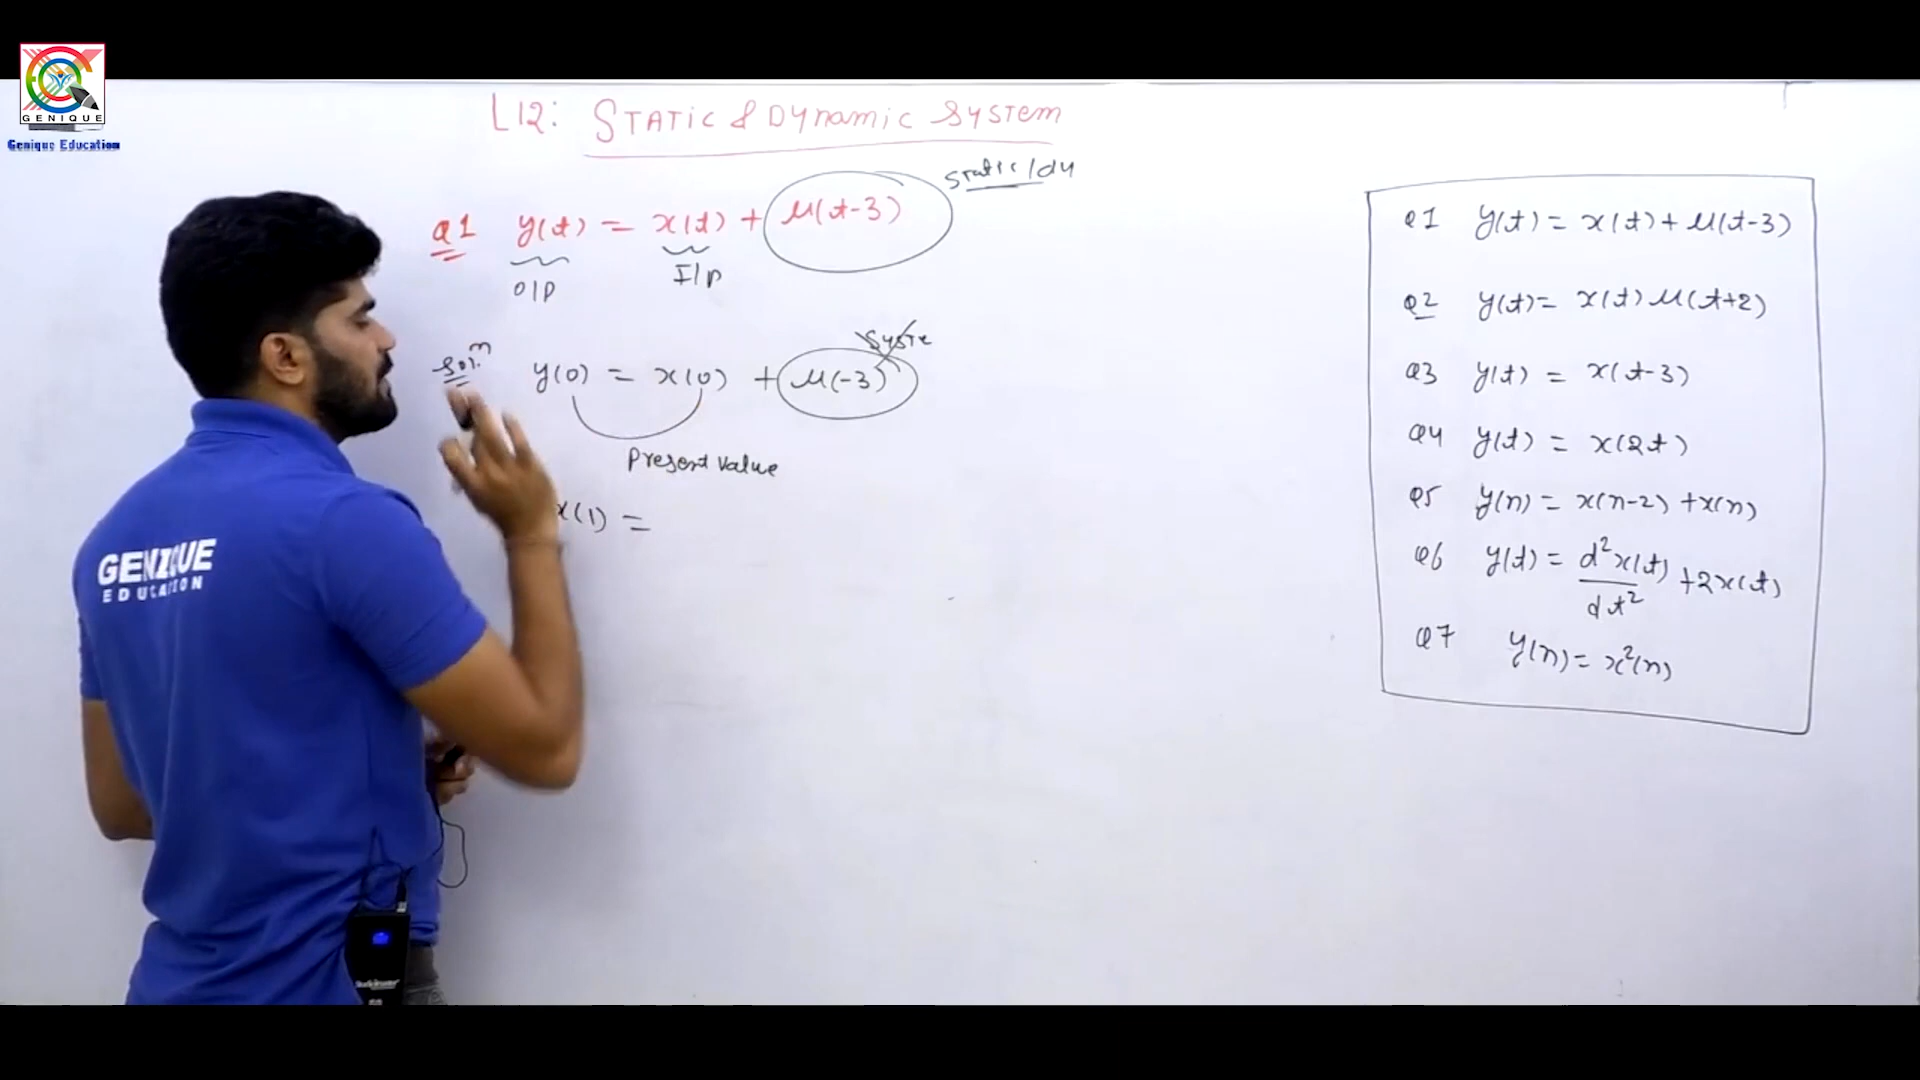 GENIQUE
Genique Education
L12: STATIC & DYNAMIC SYSTEM
Static/dy
Q1 y(t) = x(t) + u(t-3)
O/P I/P
Soln y(0) = x(0) + u(-3)
Syste
Present Value
x(1) =
GENIQUE
EDUCATION
Q1 y(t) = x(t) + u(t-3)
Q2 y(t) = x(t) u(t+2)
Q3 y(t) = x(t-3)
Q4 y(t) = x(2t)
Q5 y(n) = x(n-2) + x(n)
Q6 y(t) = d²x(t)/dt² + 2x(t)
Q7 y(n) = x²(n)